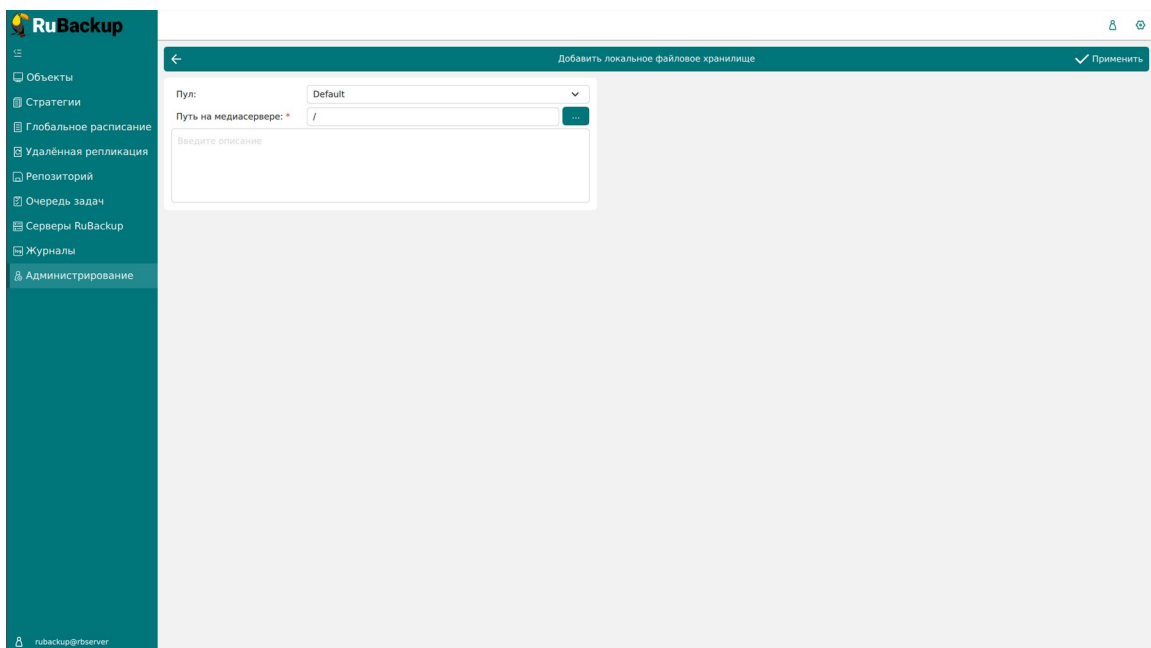 RuBackup
Объекты
Стратегии
Глобальное расписание
Удалённая репликация
Репозиторий
Очередь задач
Серверы RuBackup
Журналы
Администрирование
rubackup@rbserver
Добавить локальное файловое хранилище
Применить
Пул:
Default
Путь на медиасервере: *
/
...
Введите описание